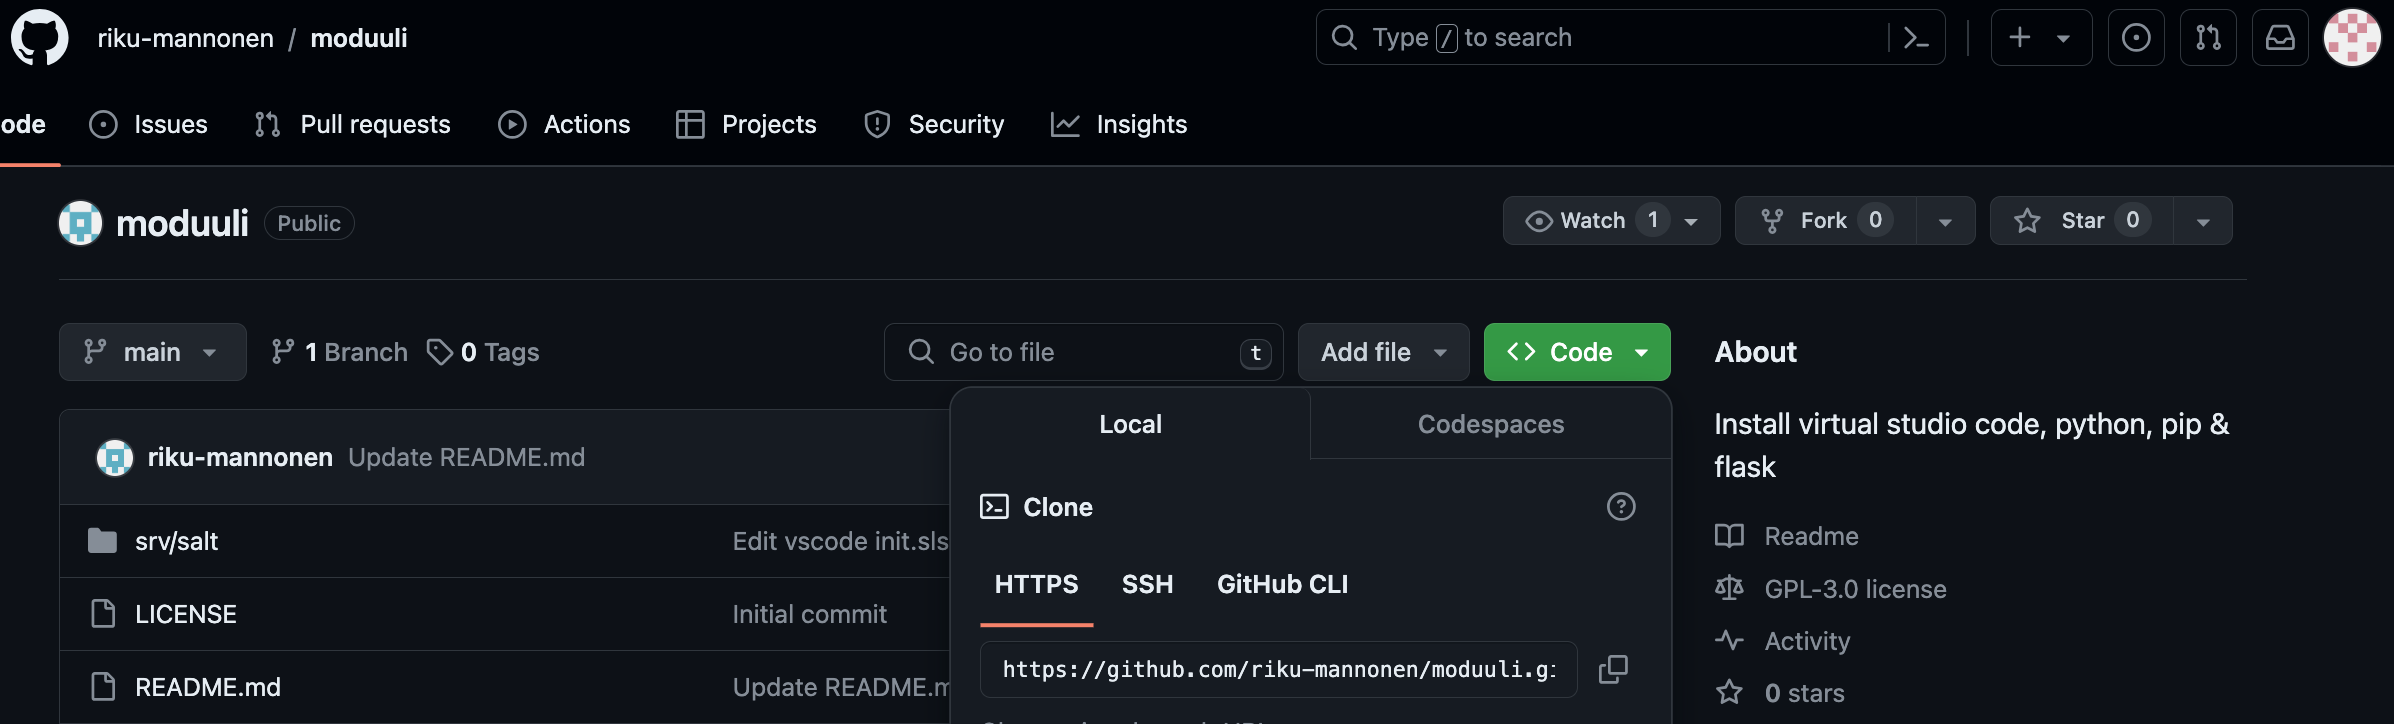 riku-mannonen / moduuli
Type / to search
ode
Issues
Pull requests
Actions
Projects
Security
Insights
moduuli
Public
Watch 1
Fork 0
Star 0
main
1 Branch
0 Tags
Go to file
t
Add file
Code
riku-mannonen Update README.md
srv/salt
Edit vscode init.sls
LICENSE
Initial commit
README.md
Update README.m
Local
Codespaces
Clone
HTTPS
SSH
GitHub CLI
https://github.com/riku-mannonen/moduuli.gi
About
Install virtual studio code, python, pip &
flask
Readme
GPL-3.0 license
Activity
0 stars